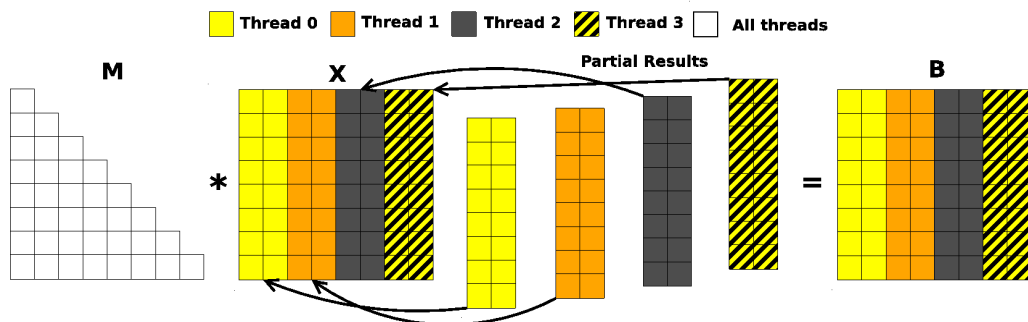 Thread 0 Thread 1 Thread 2 Thread 3 All threads
Partial Results
M X B
* =